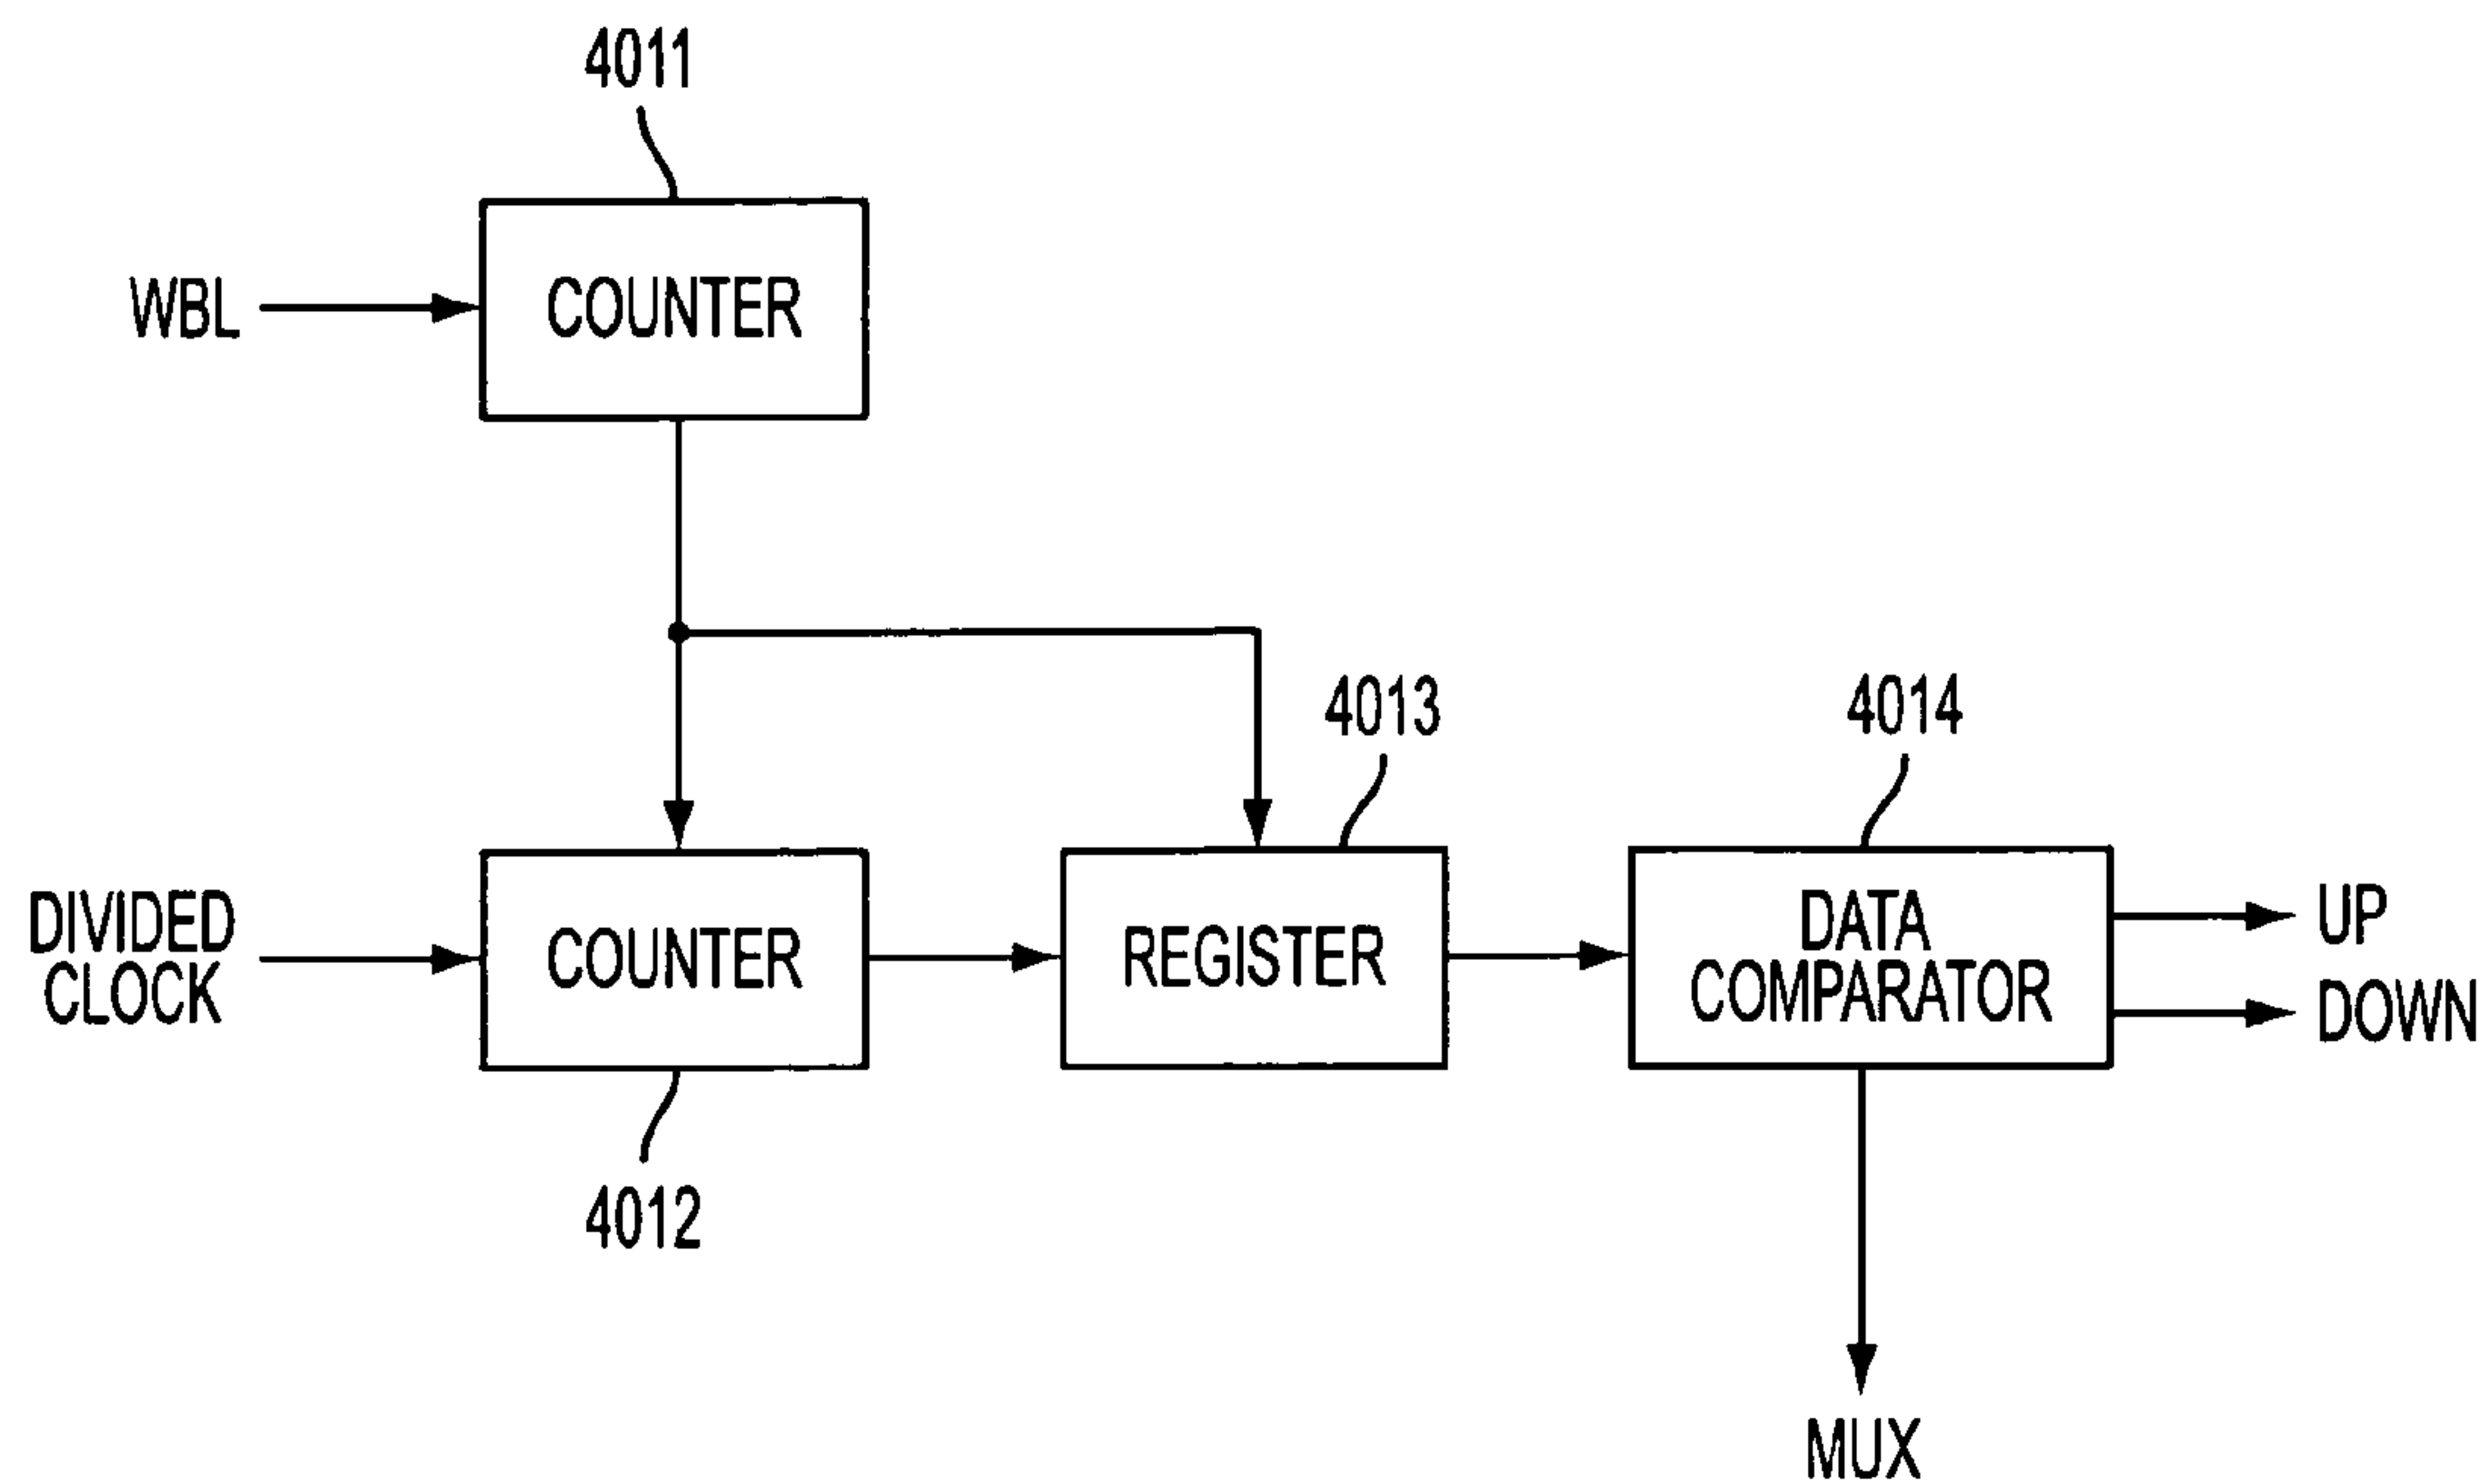 4011
WBL
COUNTER
4013
4014
DIVIDED
CLOCK
COUNTER
REGISTER
DATA
COMPARATOR
UP
DOWN
4012
MUX